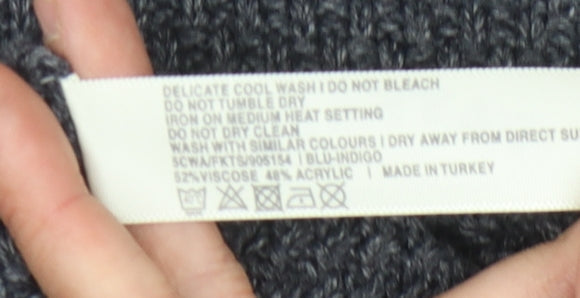 DELICATE COOL WASH | DO NOT BLEACH
DO NOT TUMBLE DRY
IRON ON MEDIUM HEAT SETTING
DO NOT DRY CLEAN
WASH WITH SIMILAR COLOURS | DRY AWAY FROM DIRECT SU
SCWA/FKTS/905154 | BLU-INDIGO
52% VISCOSE 48% ACRYLIC | MADE IN TURKEY